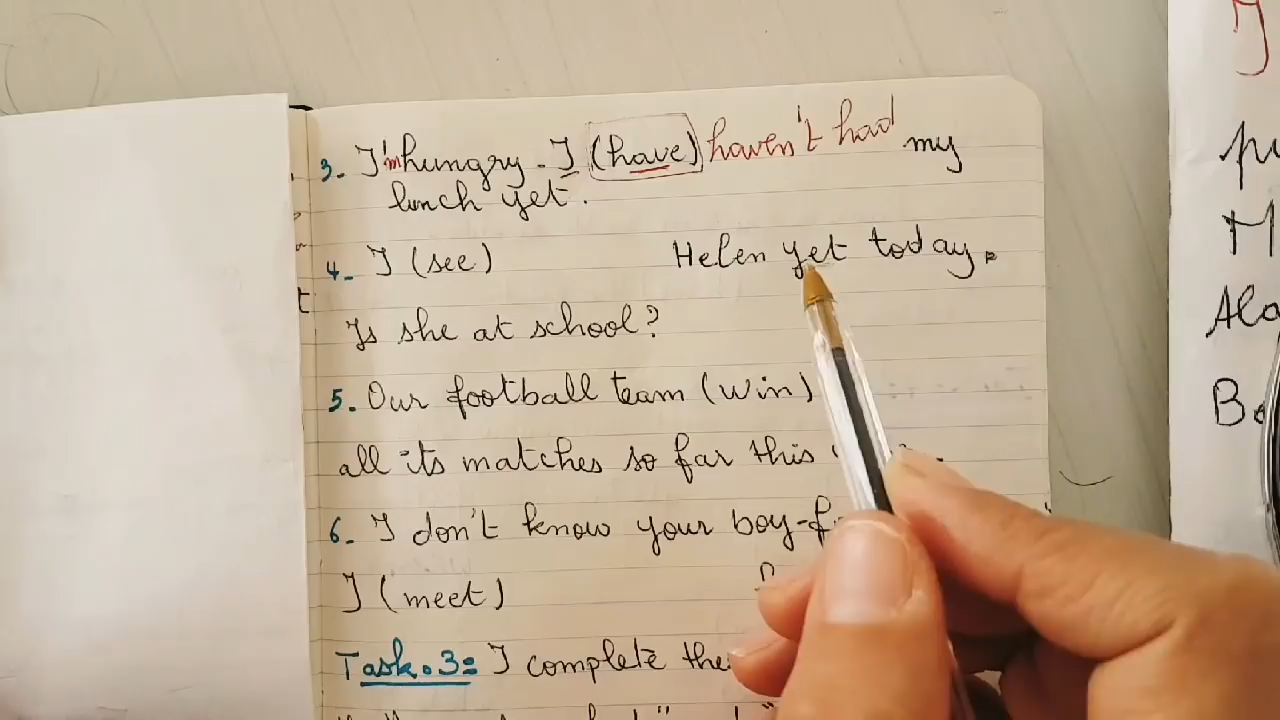 3. I'm hungry. I (have) haven't had my
lunch yet.
4. I (see) Helen yet today.
Is she at school?
5. Our football team (win)
all its matches so far this
6. I don't know your boy-f
I (meet)
Task.3: I complete the